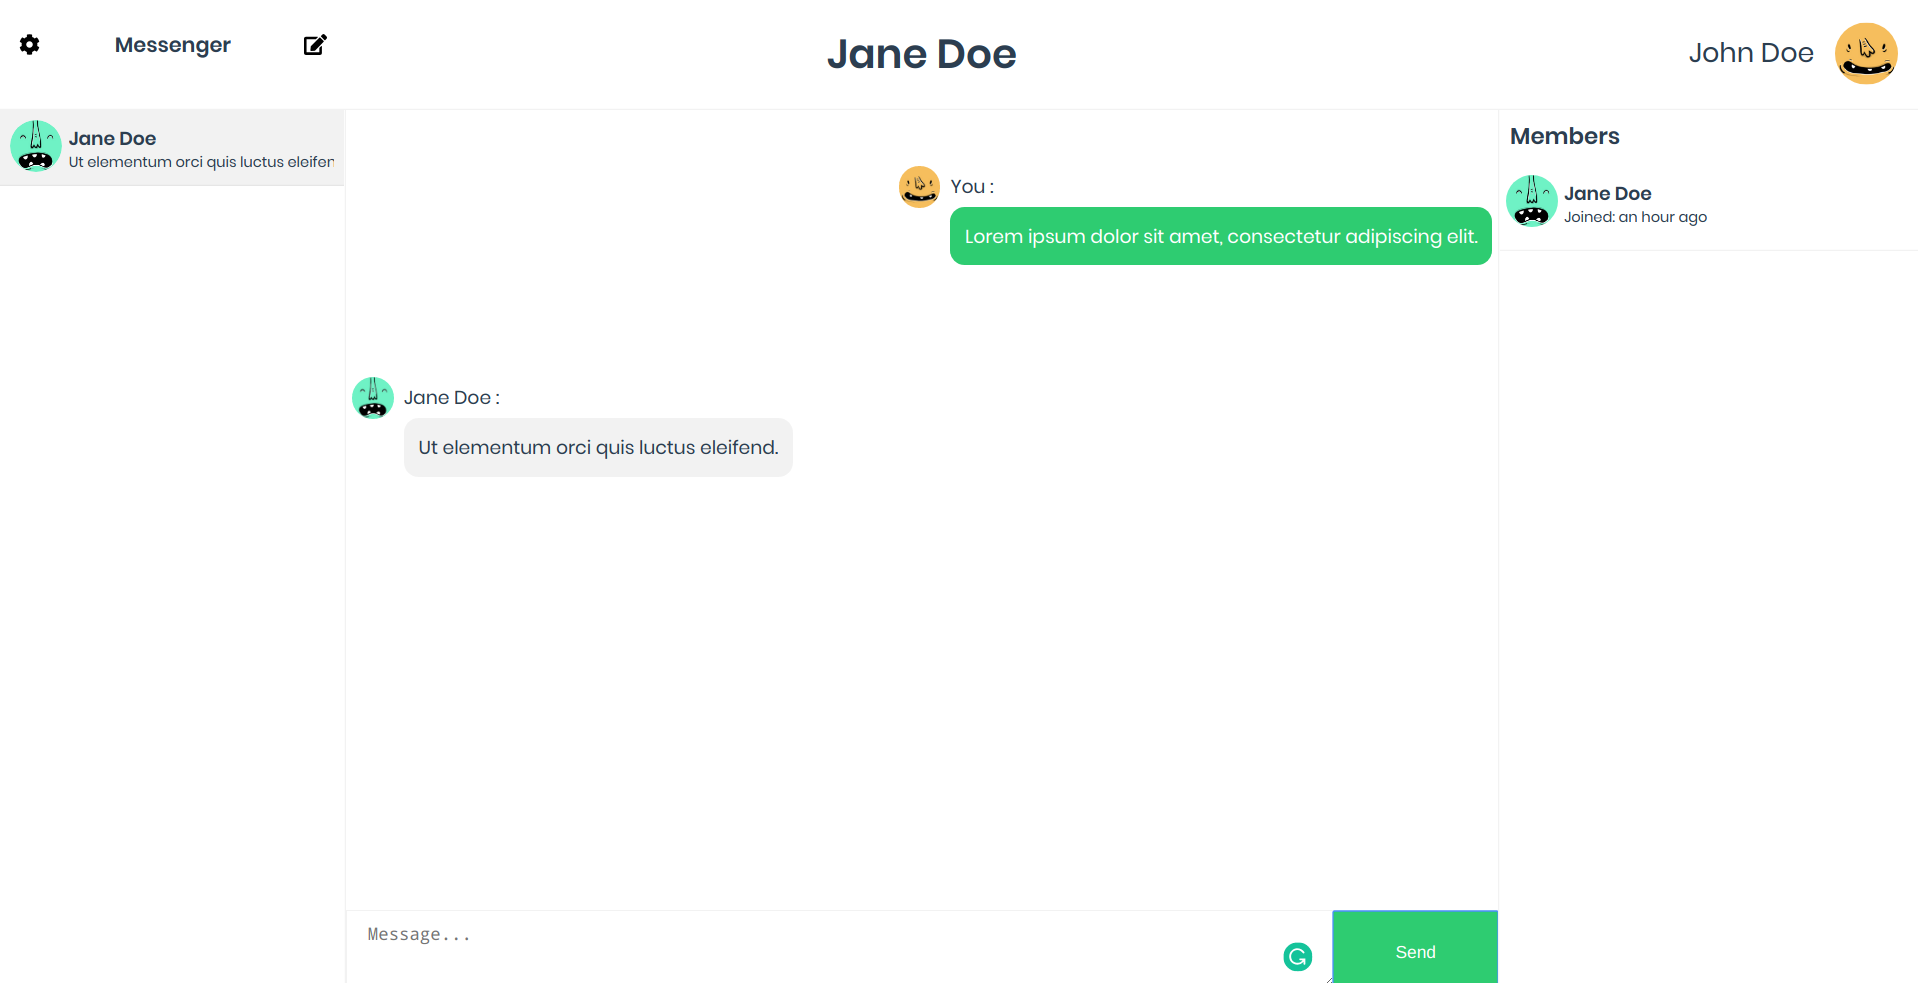 Messenger
Jane Doe
John Doe
Jane Doe
Ut elementum orci quis luctus eleifen
You :
Lorem ipsum dolor sit amet, consectetur adipiscing elit.
Jane Doe :
Ut elementum orci quis luctus eleifend.
Members
Jane Doe
Joined: an hour ago
Message...
Send